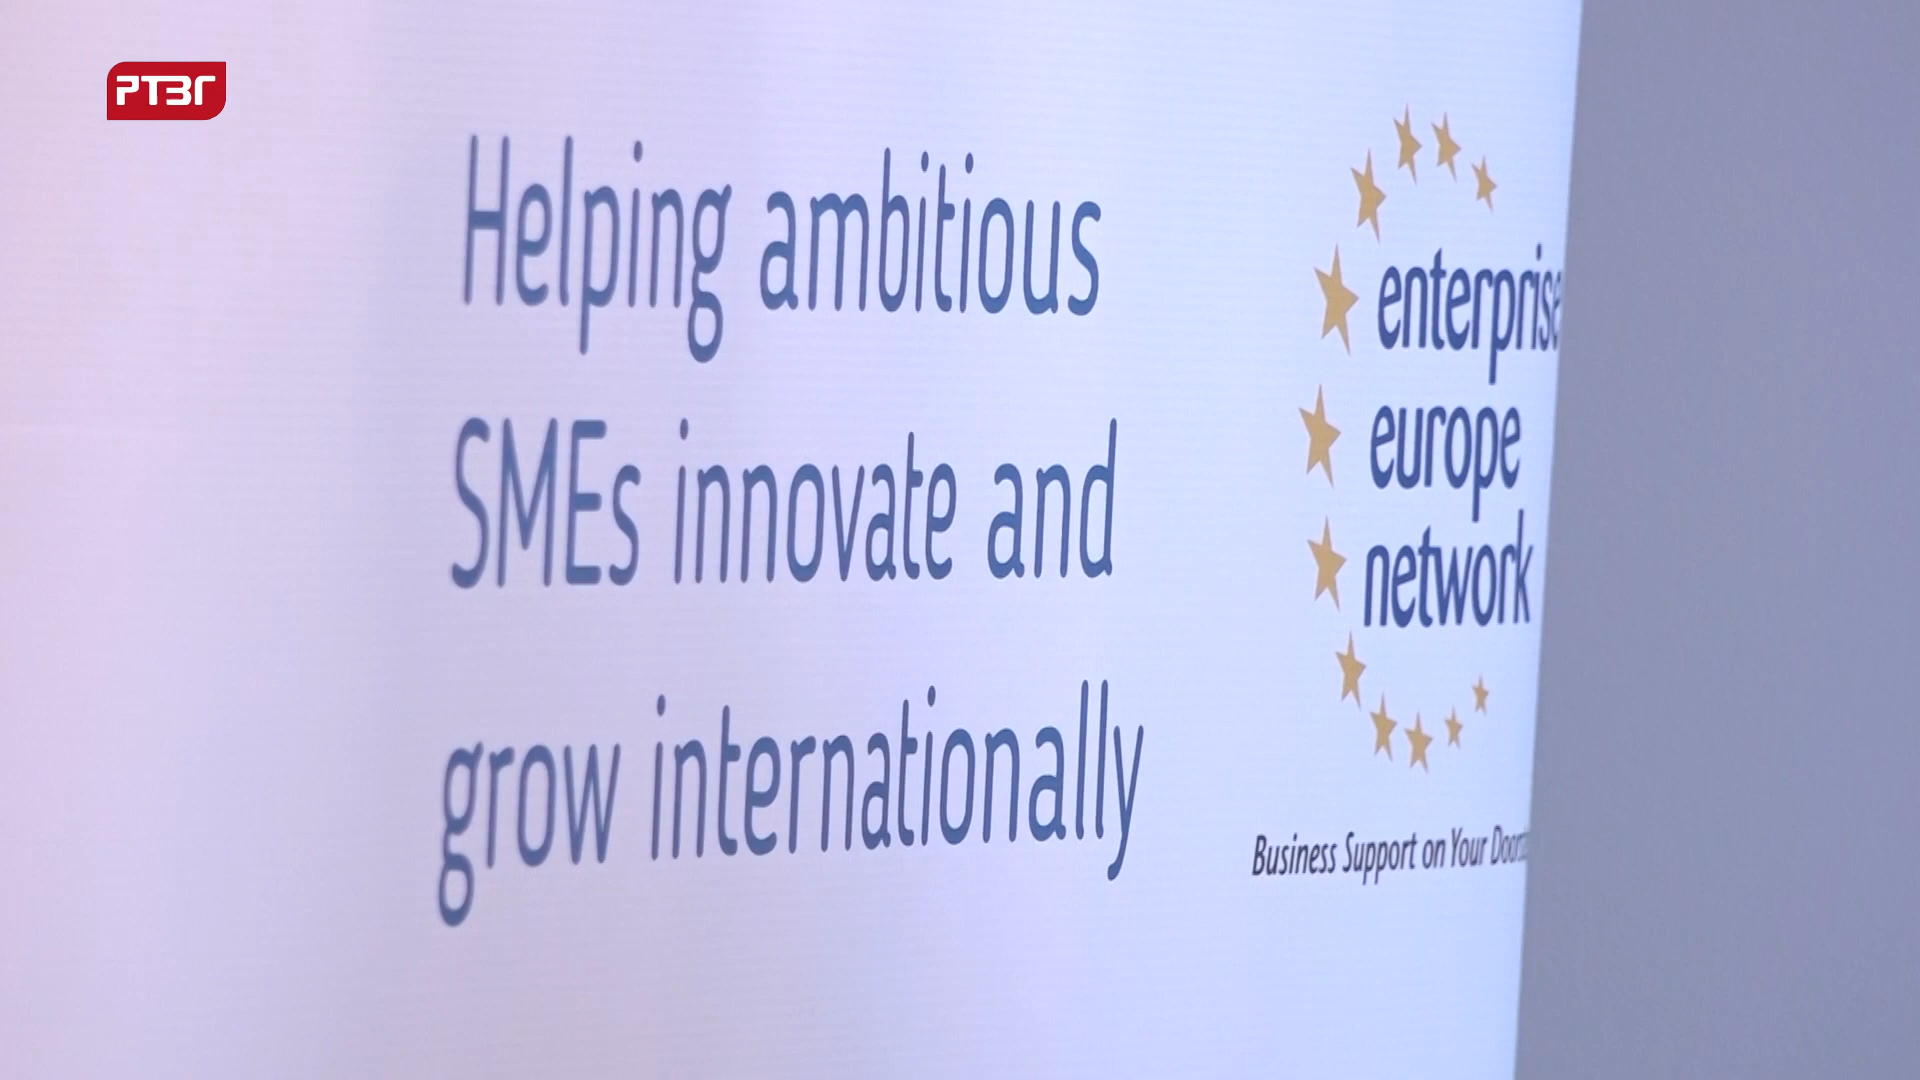 РТВГ
Helping ambitious
SMEs innovate and
grow internationally
enterprise
europe
network
Business Support on Your